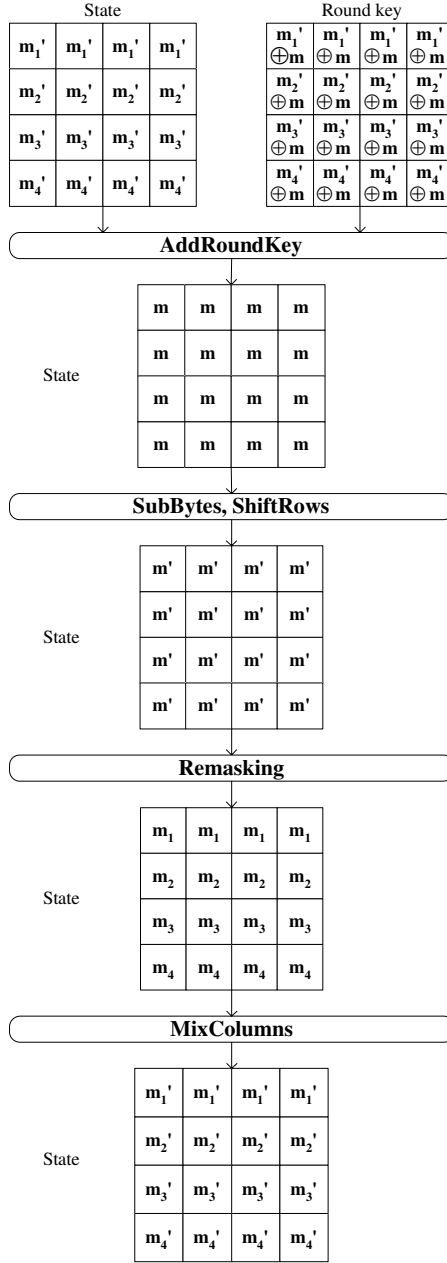 State Round key
m₁' m₁' m₁' m₁' m₁' m₁' m₁' m₁'
⊕m ⊕m ⊕m ⊕m
m₂' m₂' m₂' m₂' m₂' m₂' m₂' m₂'
⊕m ⊕m ⊕m ⊕m
m₃' m₃' m₃' m₃' m₃' m₃' m₃' m₃'
⊕m ⊕m ⊕m ⊕m
m₄' m₄' m₄' m₄' m₄' m₄' m₄' m₄'
⊕m ⊕m ⊕m ⊕m
AddRoundKey
m m m m
m m m m
State
m m m m
m m m m
SubBytes, ShiftRows
m' m' m' m'
m' m' m' m'
State
m' m' m' m'
m' m' m' m'
Remasking
m₁ m₁ m₁ m₁
m₂ m₂ m₂ m₂
State
m₃ m₃ m₃ m₃
m₄ m₄ m₄ m₄
MixColumns
m₁' m₁' m₁' m₁'
m₂' m₂' m₂' m₂'
State
m₃' m₃' m₃' m₃'
m₄' m₄' m₄' m₄'